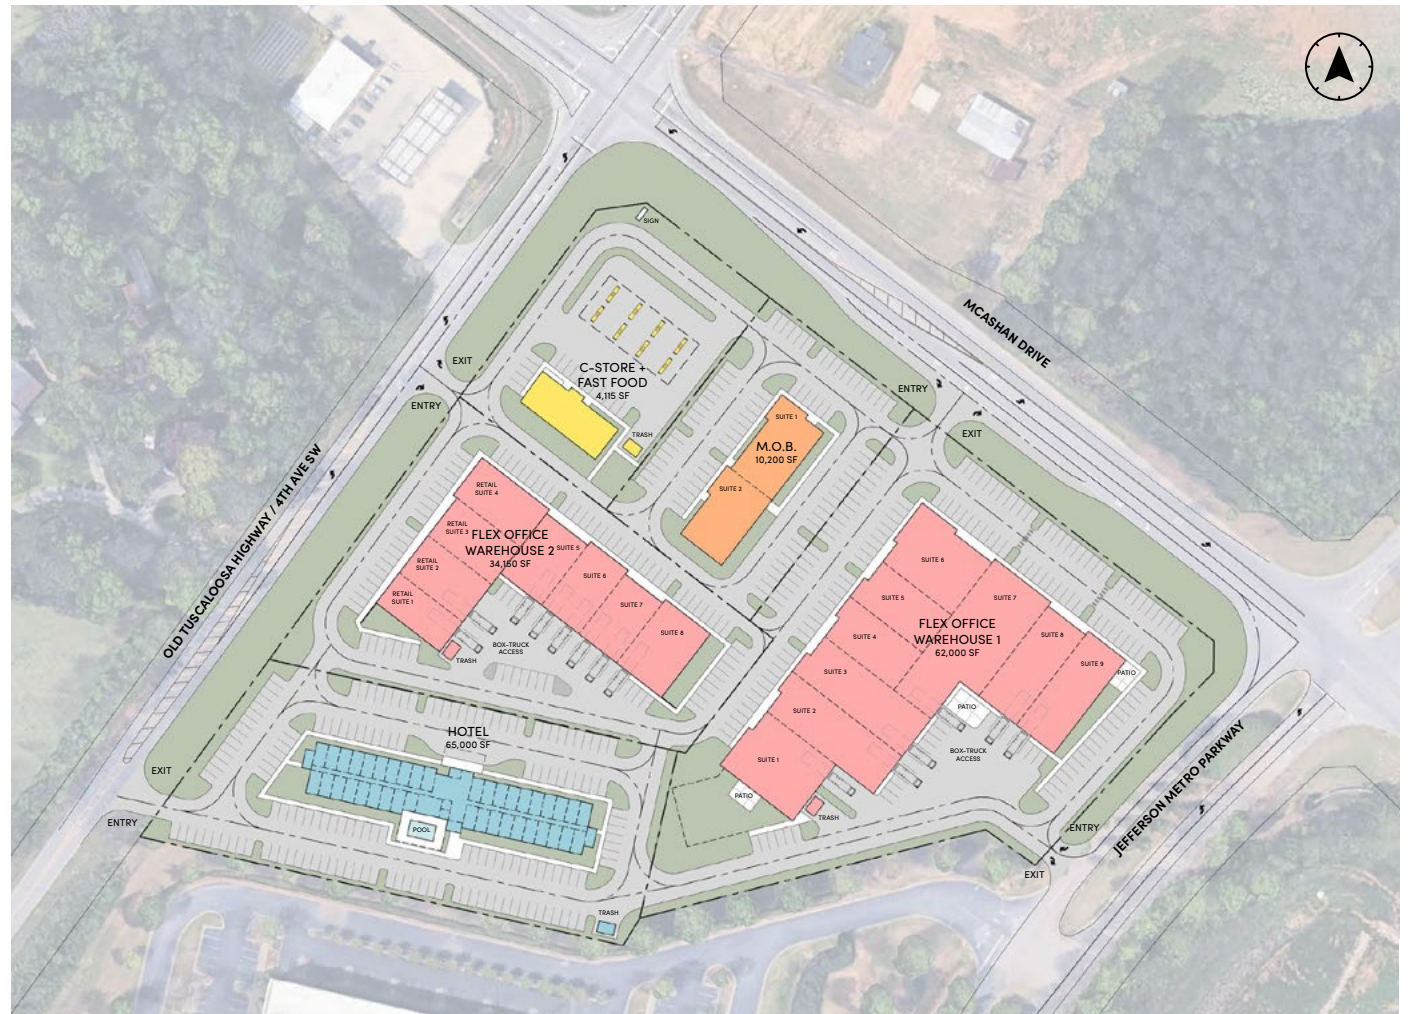 SIGN
MCASHAN DRIVE
EXIT
C-STORE +
FAST FOOD
4,115 SF
ENTRY
ENTRY
SUITE 1
EXIT
TRASH
M.O.B.
10,200 SF
SUITE 2
OLD TUSCALOOSA HIGHWAY / 4TH AVE SW
RETAIL
SUITE 4
RETAIL
SUITE 3
FLEX OFFICE
WAREHOUSE 2
34,150 SF
SUITE 5
RETAIL
SUITE 2
SUITE 6
RETAIL
SUITE 1
SUITE 7
SUITE 8
BOX-TRUCK
ACCESS
TRASH
SUITE 6
SUITE 5
SUITE 7
FLEX OFFICE
WAREHOUSE 1
62,000 SF
SUITE 4
SUITE 8
SUITE 3
SUITE 9
PATIO
SUITE 2
PATIO
SUITE 1
BOX-TRUCK
ACCESS
PATIO
TRASH
HOTEL
65,000 SF
EXIT
ENTRY
POOL
JEFFERSON METRO PARKWAY
ENTRY
EXIT
TRASH